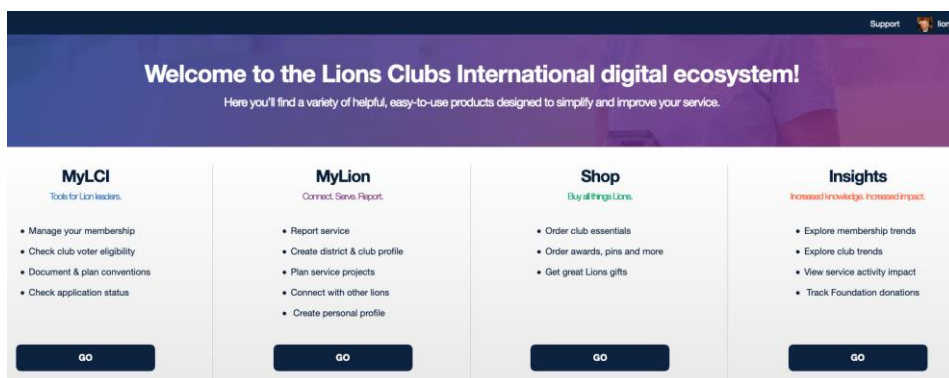 Support lion
Welcome to the Lions Clubs International digital ecosystem!
Here you'll find a variety of helpful, easy-to-use products designed to simplify and improve your service.
MyLCI
Tools for Lion leaders.
• Manage your membership
• Check club voter eligibility
• Document & plan conventions
• Check application status
GO
MyLion
Connect. Serve. Report.
• Report service
• Create district & club profile
• Plan service projects
• Connect with other lions
• Create personal profile
GO
Shop
Buy all things Lions.
• Order club essentials
• Order awards, pins and more
• Get great Lions gifts
GO
Insights
Increased knowledge. Increased impact.
• Explore membership trends
• Explore club trends
• View service activity impact
• Track Foundation donations
GO